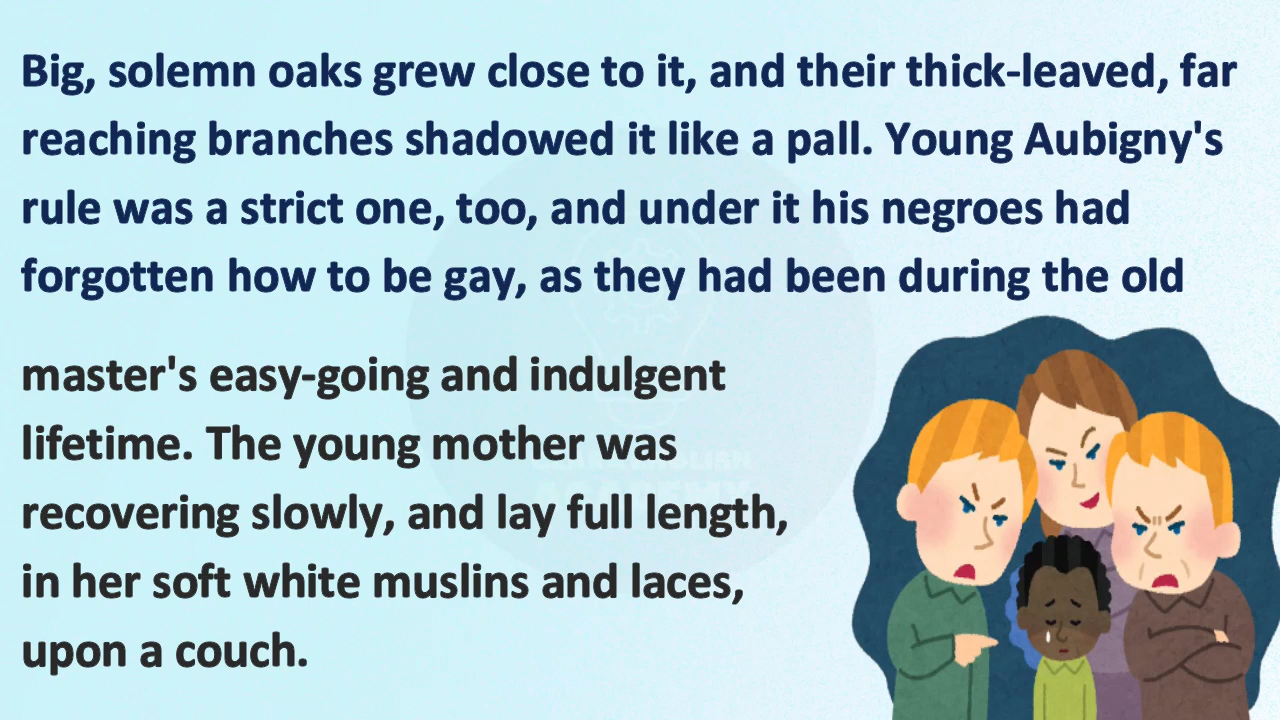 Big, solemn oaks grew close to it, and their thick-leaved, far
reaching branches shadowed it like a pall. Young Aubigny's
rule was a strict one, too, and under it his negroes had
forgotten how to be gay, as they had been during the old
master's easy-going and indulgent
lifetime. The young mother was
recovering slowly, and lay full length,
in her soft white muslins and laces,
upon a couch.
ACADEMY